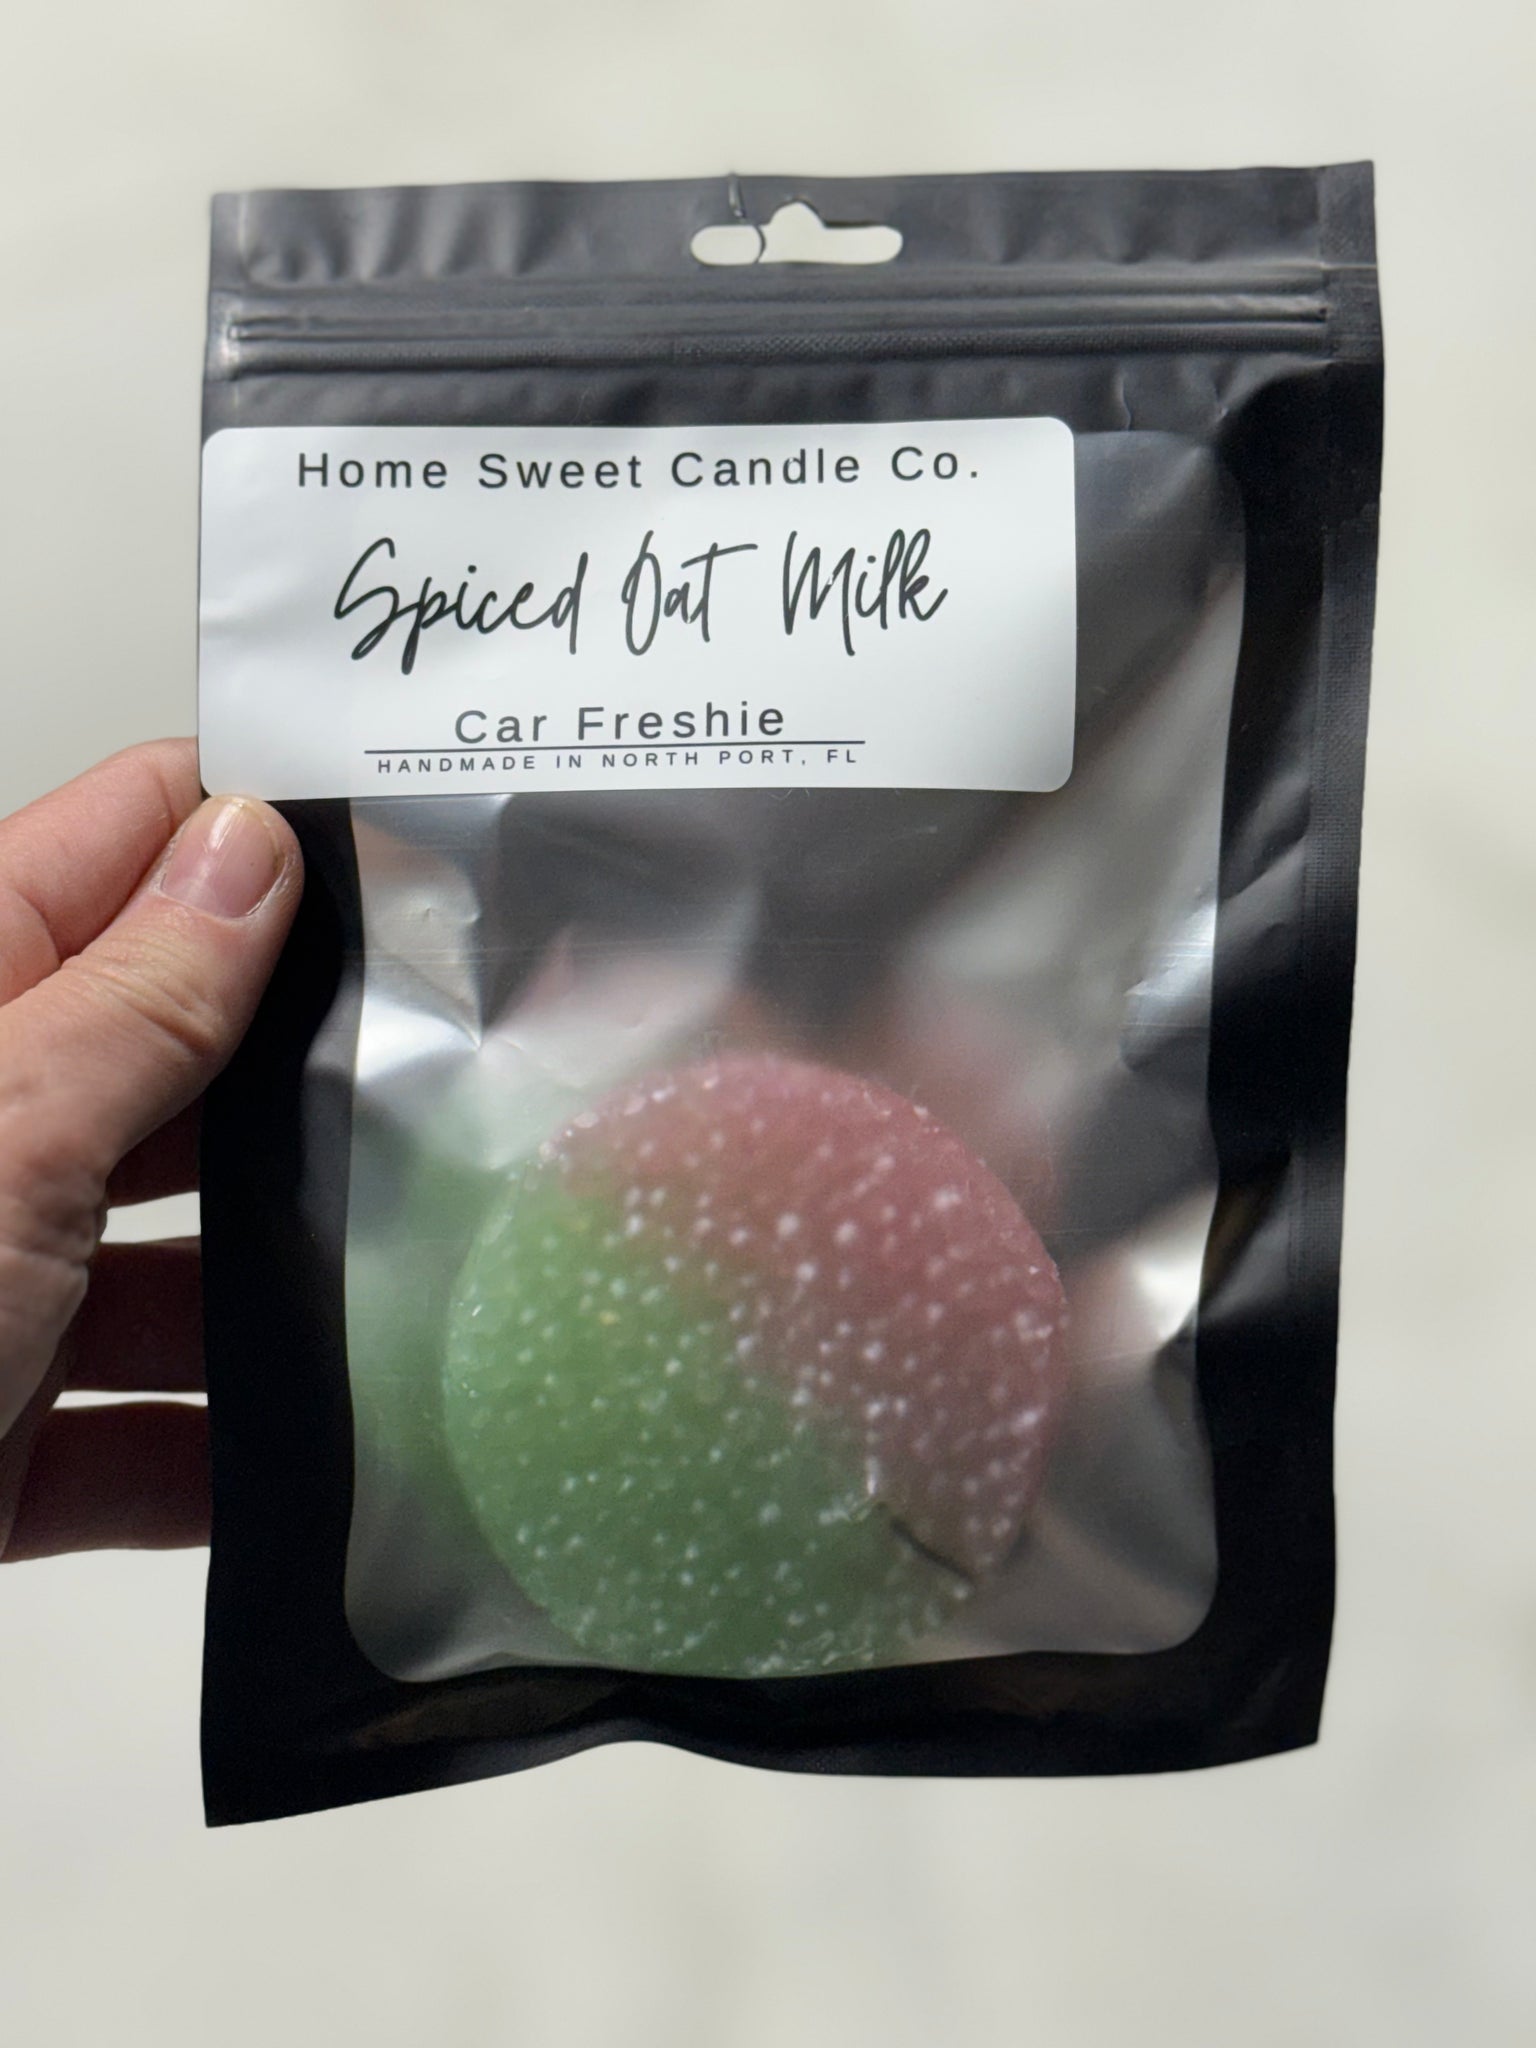 Home Sweet Candle Co.
Spiced Oat Milk
Car Freshie
HANDMADE IN NORTH PORT, FL